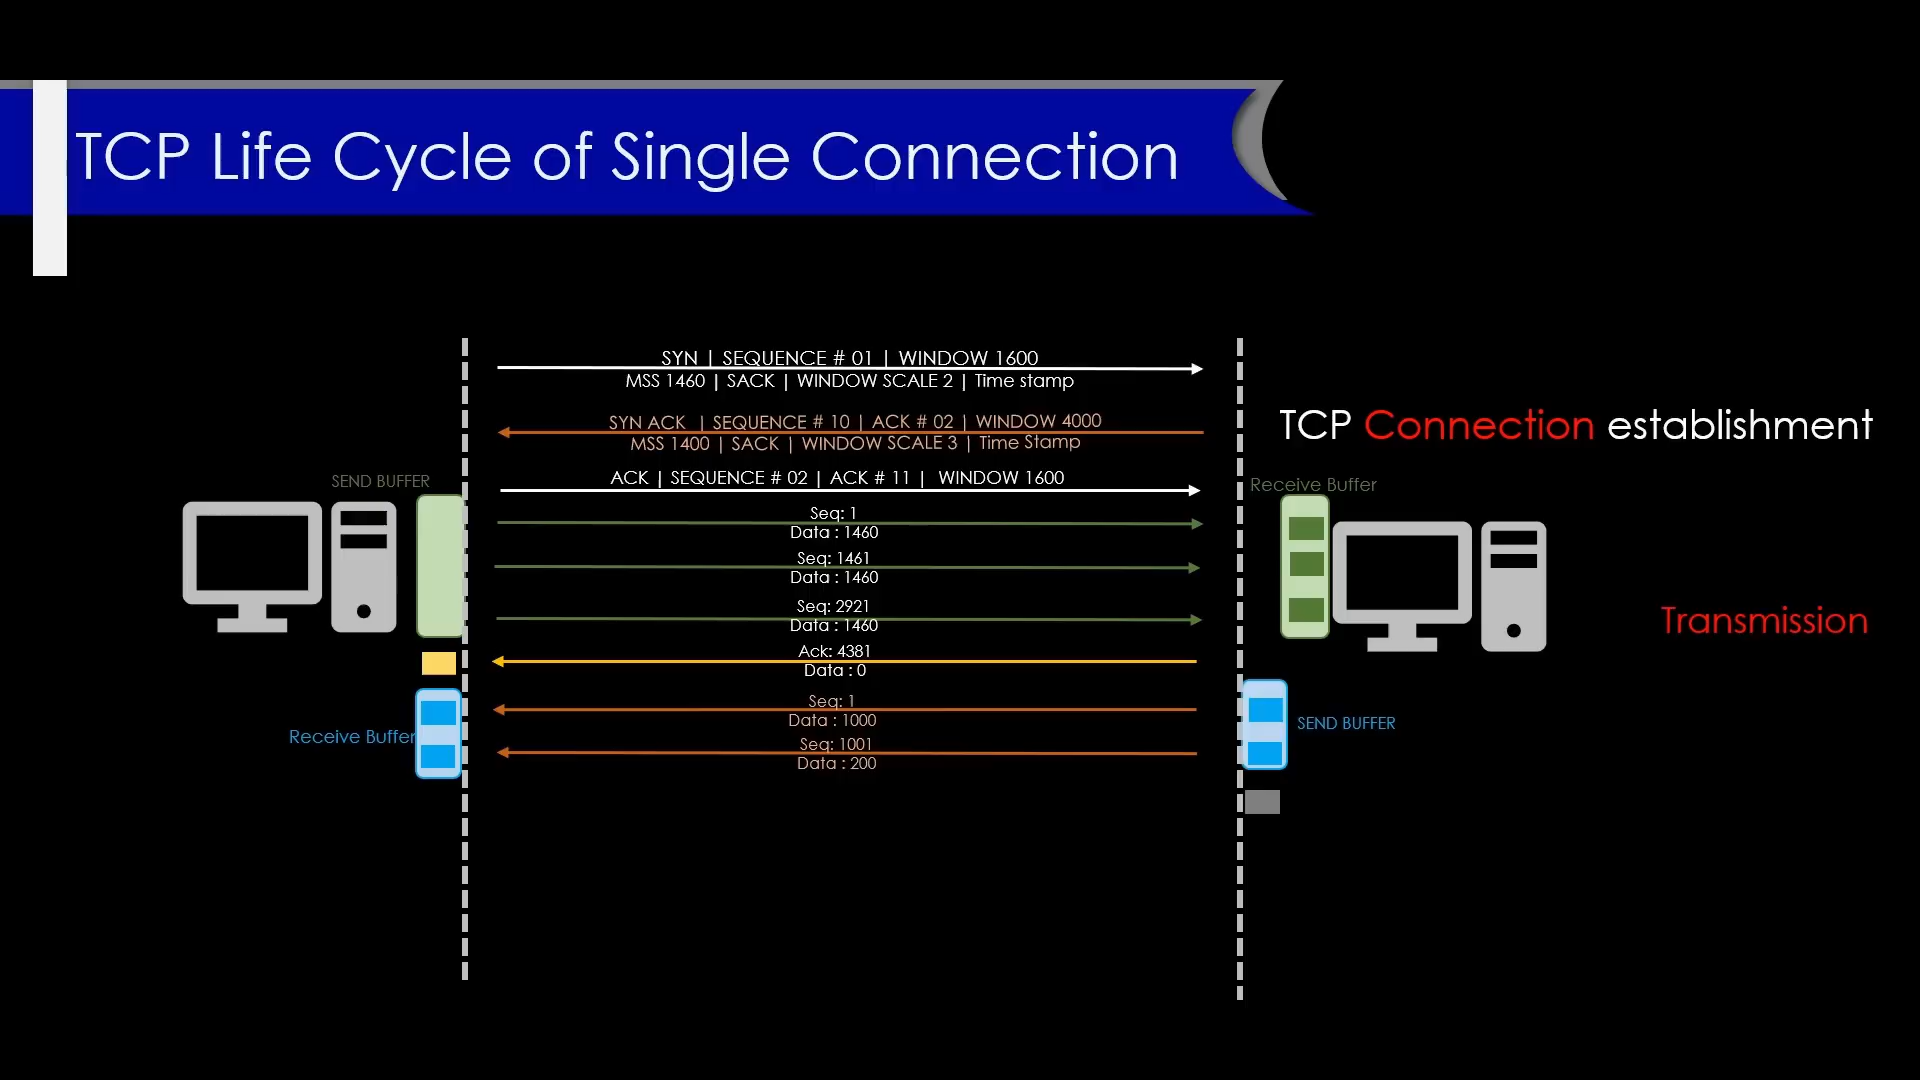 TCP Life Cycle of Single Connection
SYN | SEQUENCE # 01 | WINDOW 1600
MSS 1460 | SACK | WINDOW SCALE 2 | Time stamp
SYN ACK | SEQUENCE # 10 | ACK # 02 | WINDOW 4000
MSS 1400 | SACK | WINDOW SCALE 3 | Time Stamp
TCP Connection establishment
ACK | SEQUENCE # 02 | ACK # 11 | WINDOW 1600
SEND BUFFER
Receive Buffer
Seq: 1
Data : 1460
Seq: 1461
Data : 1460
Seq: 2921
Data : 1460
Transmission
Ack: 4381
Data : 0
Seq: 1
Data : 1000
Receive Buffer
SEND BUFFER
Seq: 1001
Data : 200